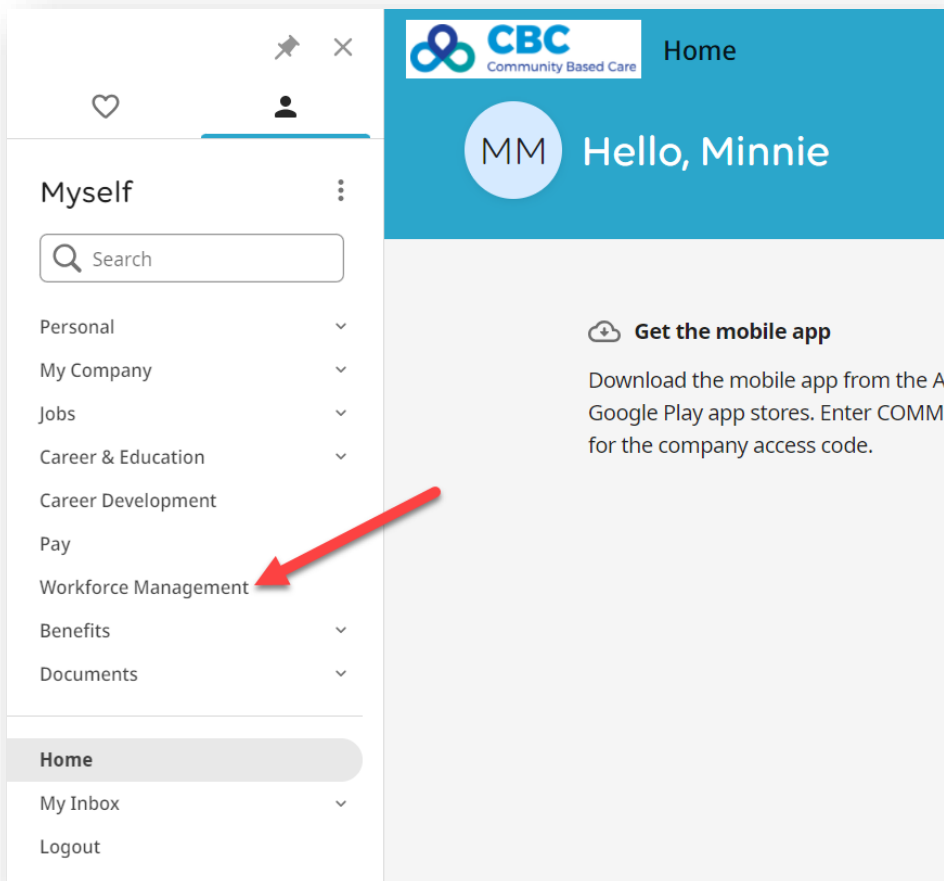 CBC
Community Based Care
Home
MM
Hello, Minnie
Myself
Search
Personal
My Company
Jobs
Career & Education
Career Development
Pay
Workforce Management
Benefits
Documents
Home
My Inbox
Logout
Get the mobile app
Download the mobile app from the A
Google Play app stores. Enter COMM
for the company access code.